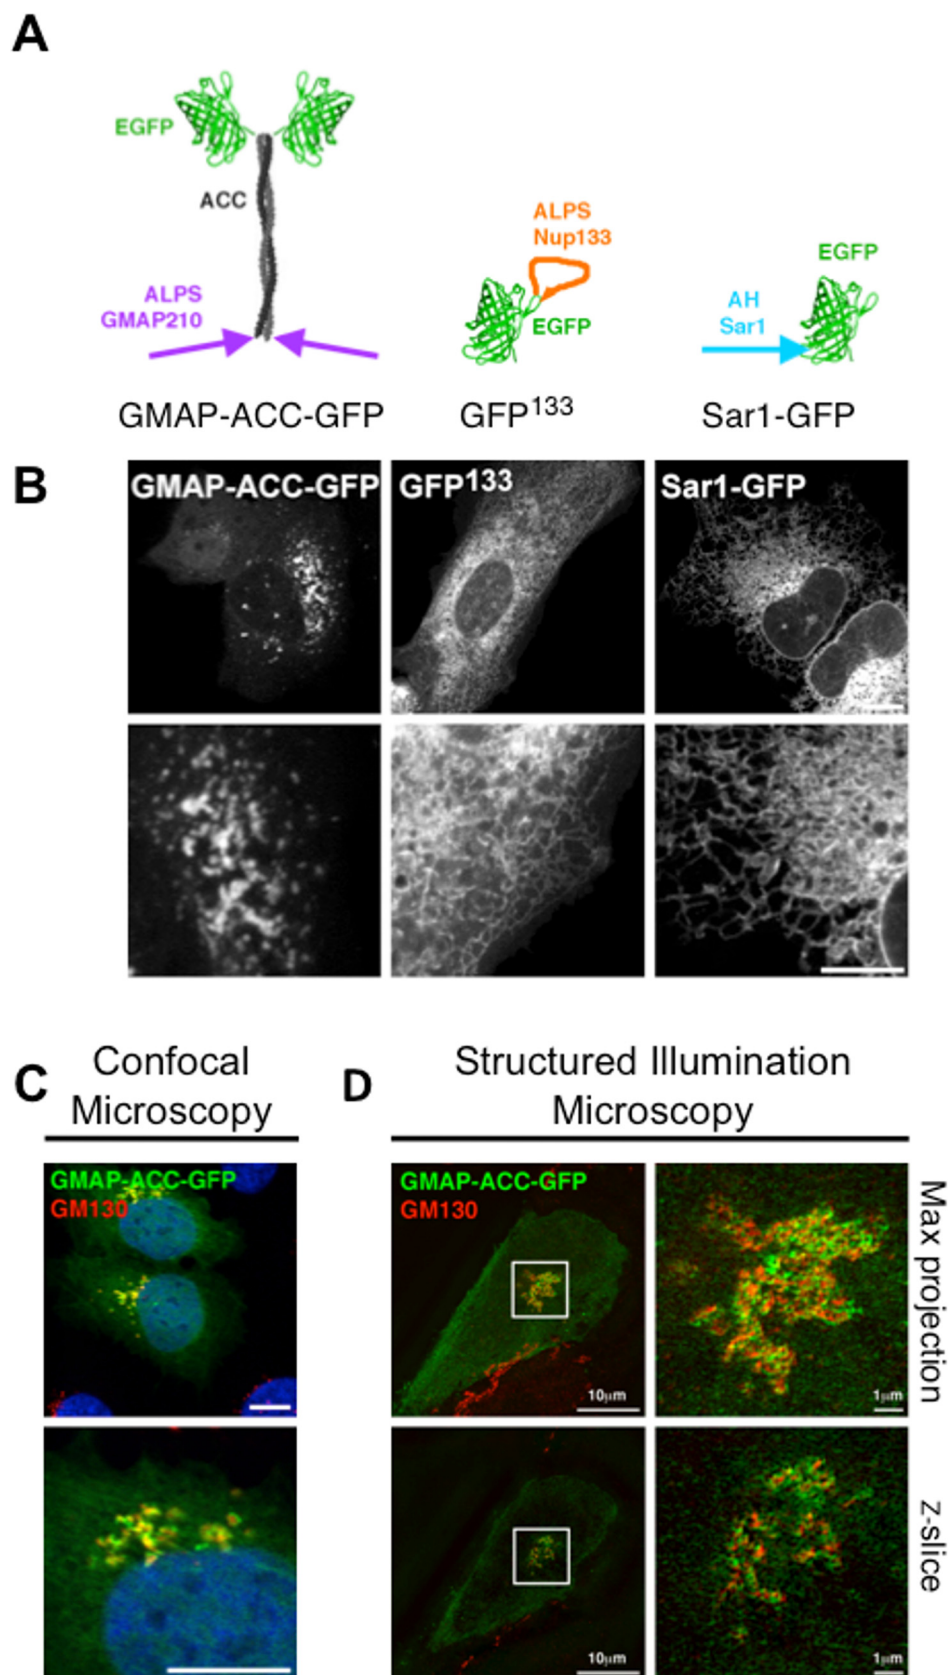 A
EGFP
ACC
ALPS
GMAP210
ALPS
Nup133
EGFP
EGFP
AH
Sar1
GMAP-ACC-GFP
GFP133
Sar1-GFP
B
GMAP-ACC-GFP
GFP133
Sar1-GFP
C
Confocal
Microscopy
D
Structured Illumination
Microscopy
GMAP-ACC-GFP
GM130
GMAP-ACC-GFP
GM130
10µm
1µm
Max projection
10µm
1µm
z-slice